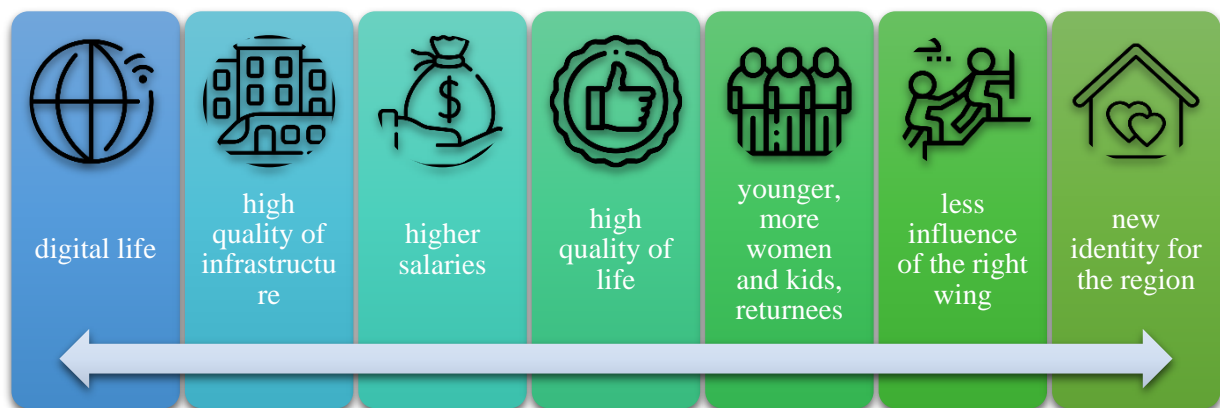 digital life
high
quality of
infrastructu
re
$
higher
salaries
high
quality of
life
younger,
more
women
and kids,
returnees
less
influence
of the right
wing
new
identity for
the region